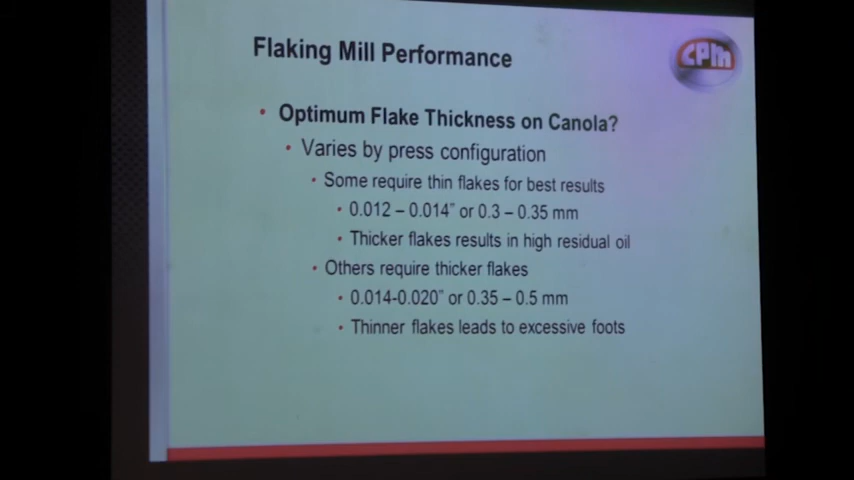 Flaking Mill Performance
CPM
• Optimum Flake Thickness on Canola?
• Varies by press configuration
• Some require thin flakes for best results
• 0.012 – 0.014" or 0.3 – 0.35 mm
• Thicker flakes results in high residual oil
• Others require thicker flakes
• 0.014-0.020" or 0.35 – 0.5 mm
• Thinner flakes leads to excessive foots